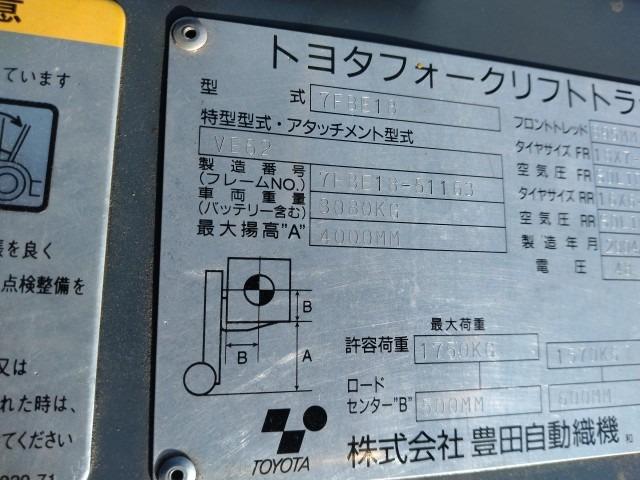 意
ています
張を良く
点検整備を
又は
れた時は、
てください
トヨタフォークリフトトラ
型 式 7FBE18
特型型式・アタッチメント型式
VE62
製造番号
(フレームNO.) 7FBE18-51163
車両重量
(バッテリー含む) 3080KG
最大揚高"A" 4000MM
フロントトレッド
タイヤサイズ FR
空気圧 FR
タイヤサイズ RR
空気圧 RR
製造年月
電圧 48
B
B
A
最大荷重
許容荷重 1750KG 1570KG
ロード
センター"B" 500MM 600MM
TOYOTA
株式会社 豊田自動織機